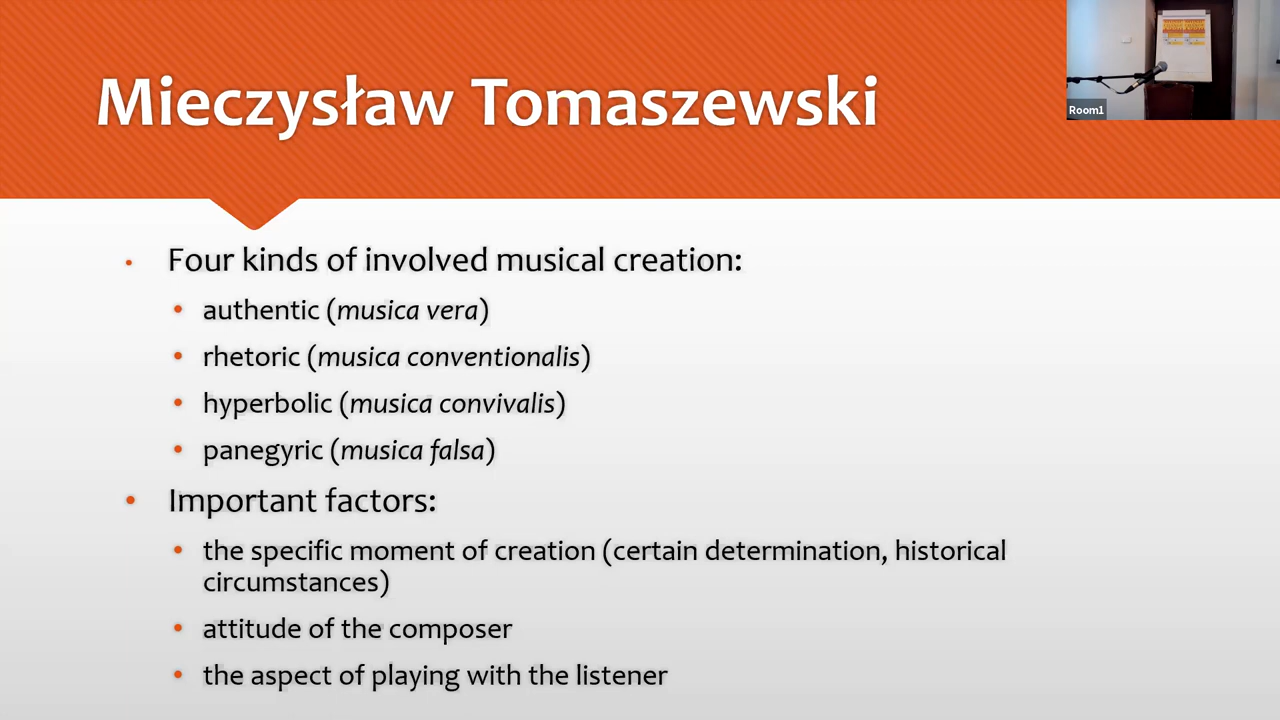 Mieczysław Tomaszewski
Room1
Four kinds of involved musical creation:
authentic (musica vera)
rhetoric (musica conventionalis)
hyperbolic (musica convivalis)
panegyric (musica falsa)
Important factors:
the specific moment of creation (certain determination, historical
circumstances)
attitude of the composer
the aspect of playing with the listener